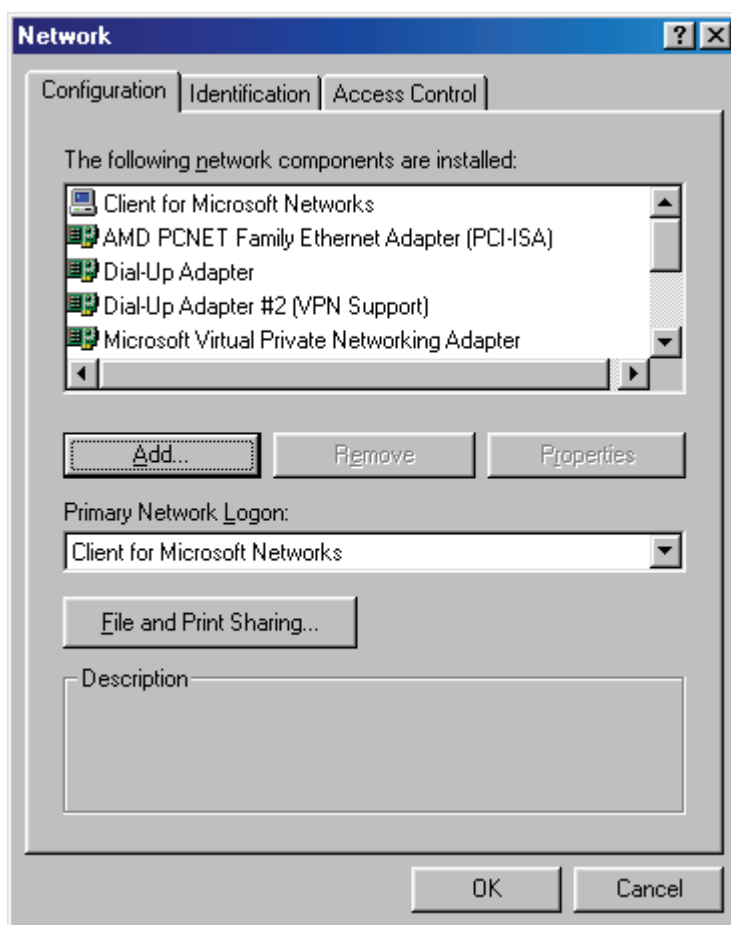 Network
Configuration Identification Access Control
The following network components are installed:
Client for Microsoft Networks
AMD PCNET Family Ethernet Adapter (PCI-ISA)
Dial-Up Adapter
Dial-Up Adapter #2 (VPN Support)
Microsoft Virtual Private Networking Adapter
Add... Remove Properties
Primary Network Logon:
Client for Microsoft Networks
File and Print Sharing...
Description
OK Cancel